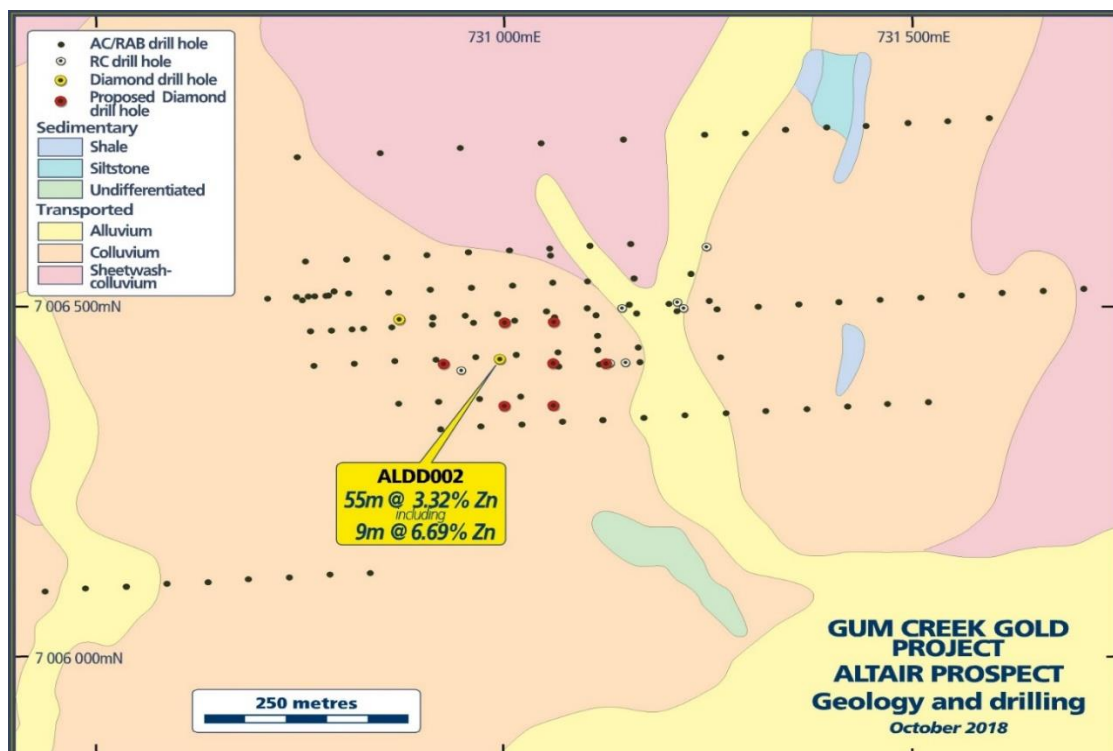 731 000mE
731 500mE
AC/RAB drill hole
RC drill hole
Diamond drill hole
Proposed Diamond
drill hole
Sedimentary
Shale
Siltstone
Undifferentiated
Transported
Alluvium
Colluvium
Sheetwash-
colluvium
7 006 500mN
ALDD002
55m @ 3.32% Zn
including
9m @ 6.69% Zn
7 006 000mN
250 metres
GUM CREEK GOLD
PROJECT
ALTAIR PROSPECT
Geology and drilling
October 2018